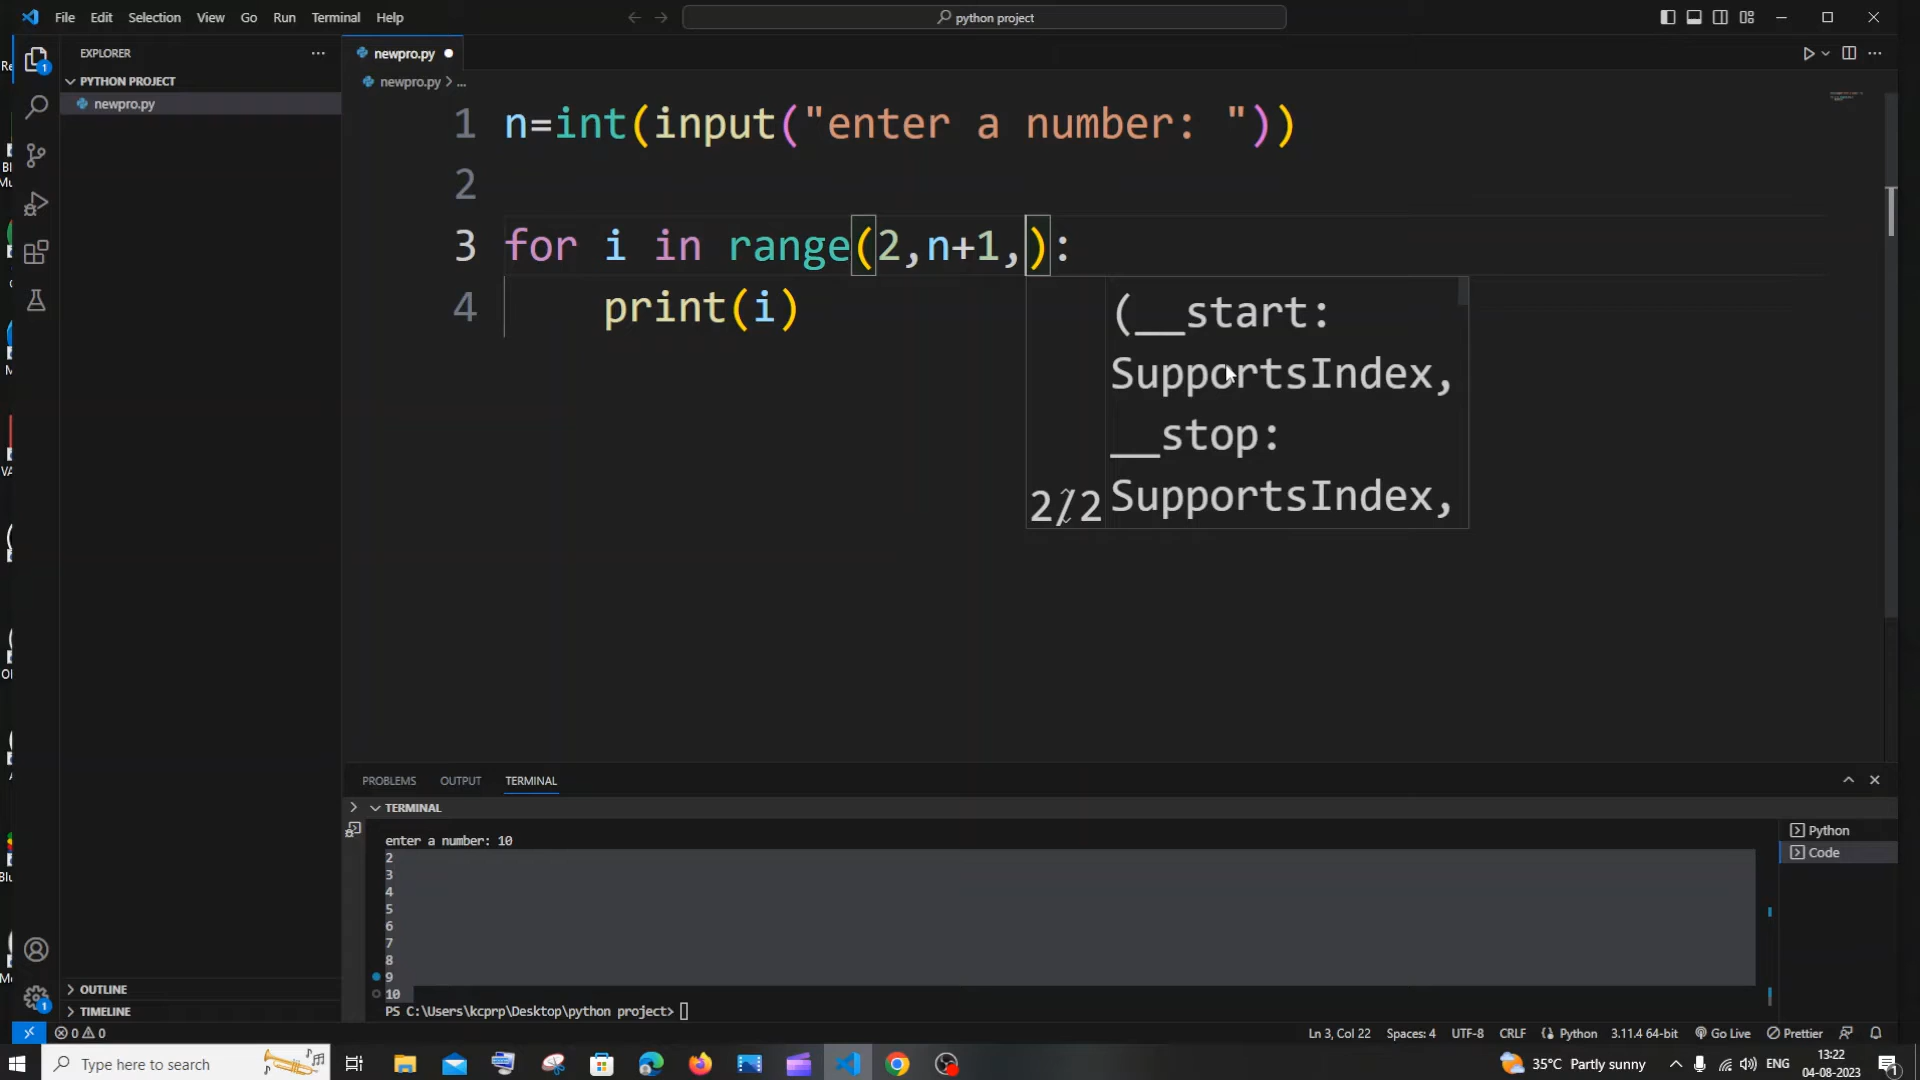 File Edit Selection View Go Run Terminal Help
python project
EXPLORER
PYTHON PROJECT
newpro.py
newpro.py
newpro.py > ...
1 n=int(input("enter a number: "))
2
3 for i in range(2,n+1,):
4 print(i)
(__start:
SupportsIndex,
__stop:
2/2 SupportsIndex,
PROBLEMS OUTPUT TERMINAL
TERMINAL
enter a number: 10
2
3
4
5
6
7
8
9
10
PS C:\Users\kcprp\Desktop\python project>
Python
Code
OUTLINE
TIMELINE
1
1
0 0 Ln 3, Col 22 Spaces: 4 UTF-8 CRLF Python 3.11.4 64-bit Go Live Prettier
Type here to search
35°C Partly sunny ENG
13:22
04-08-2023
1